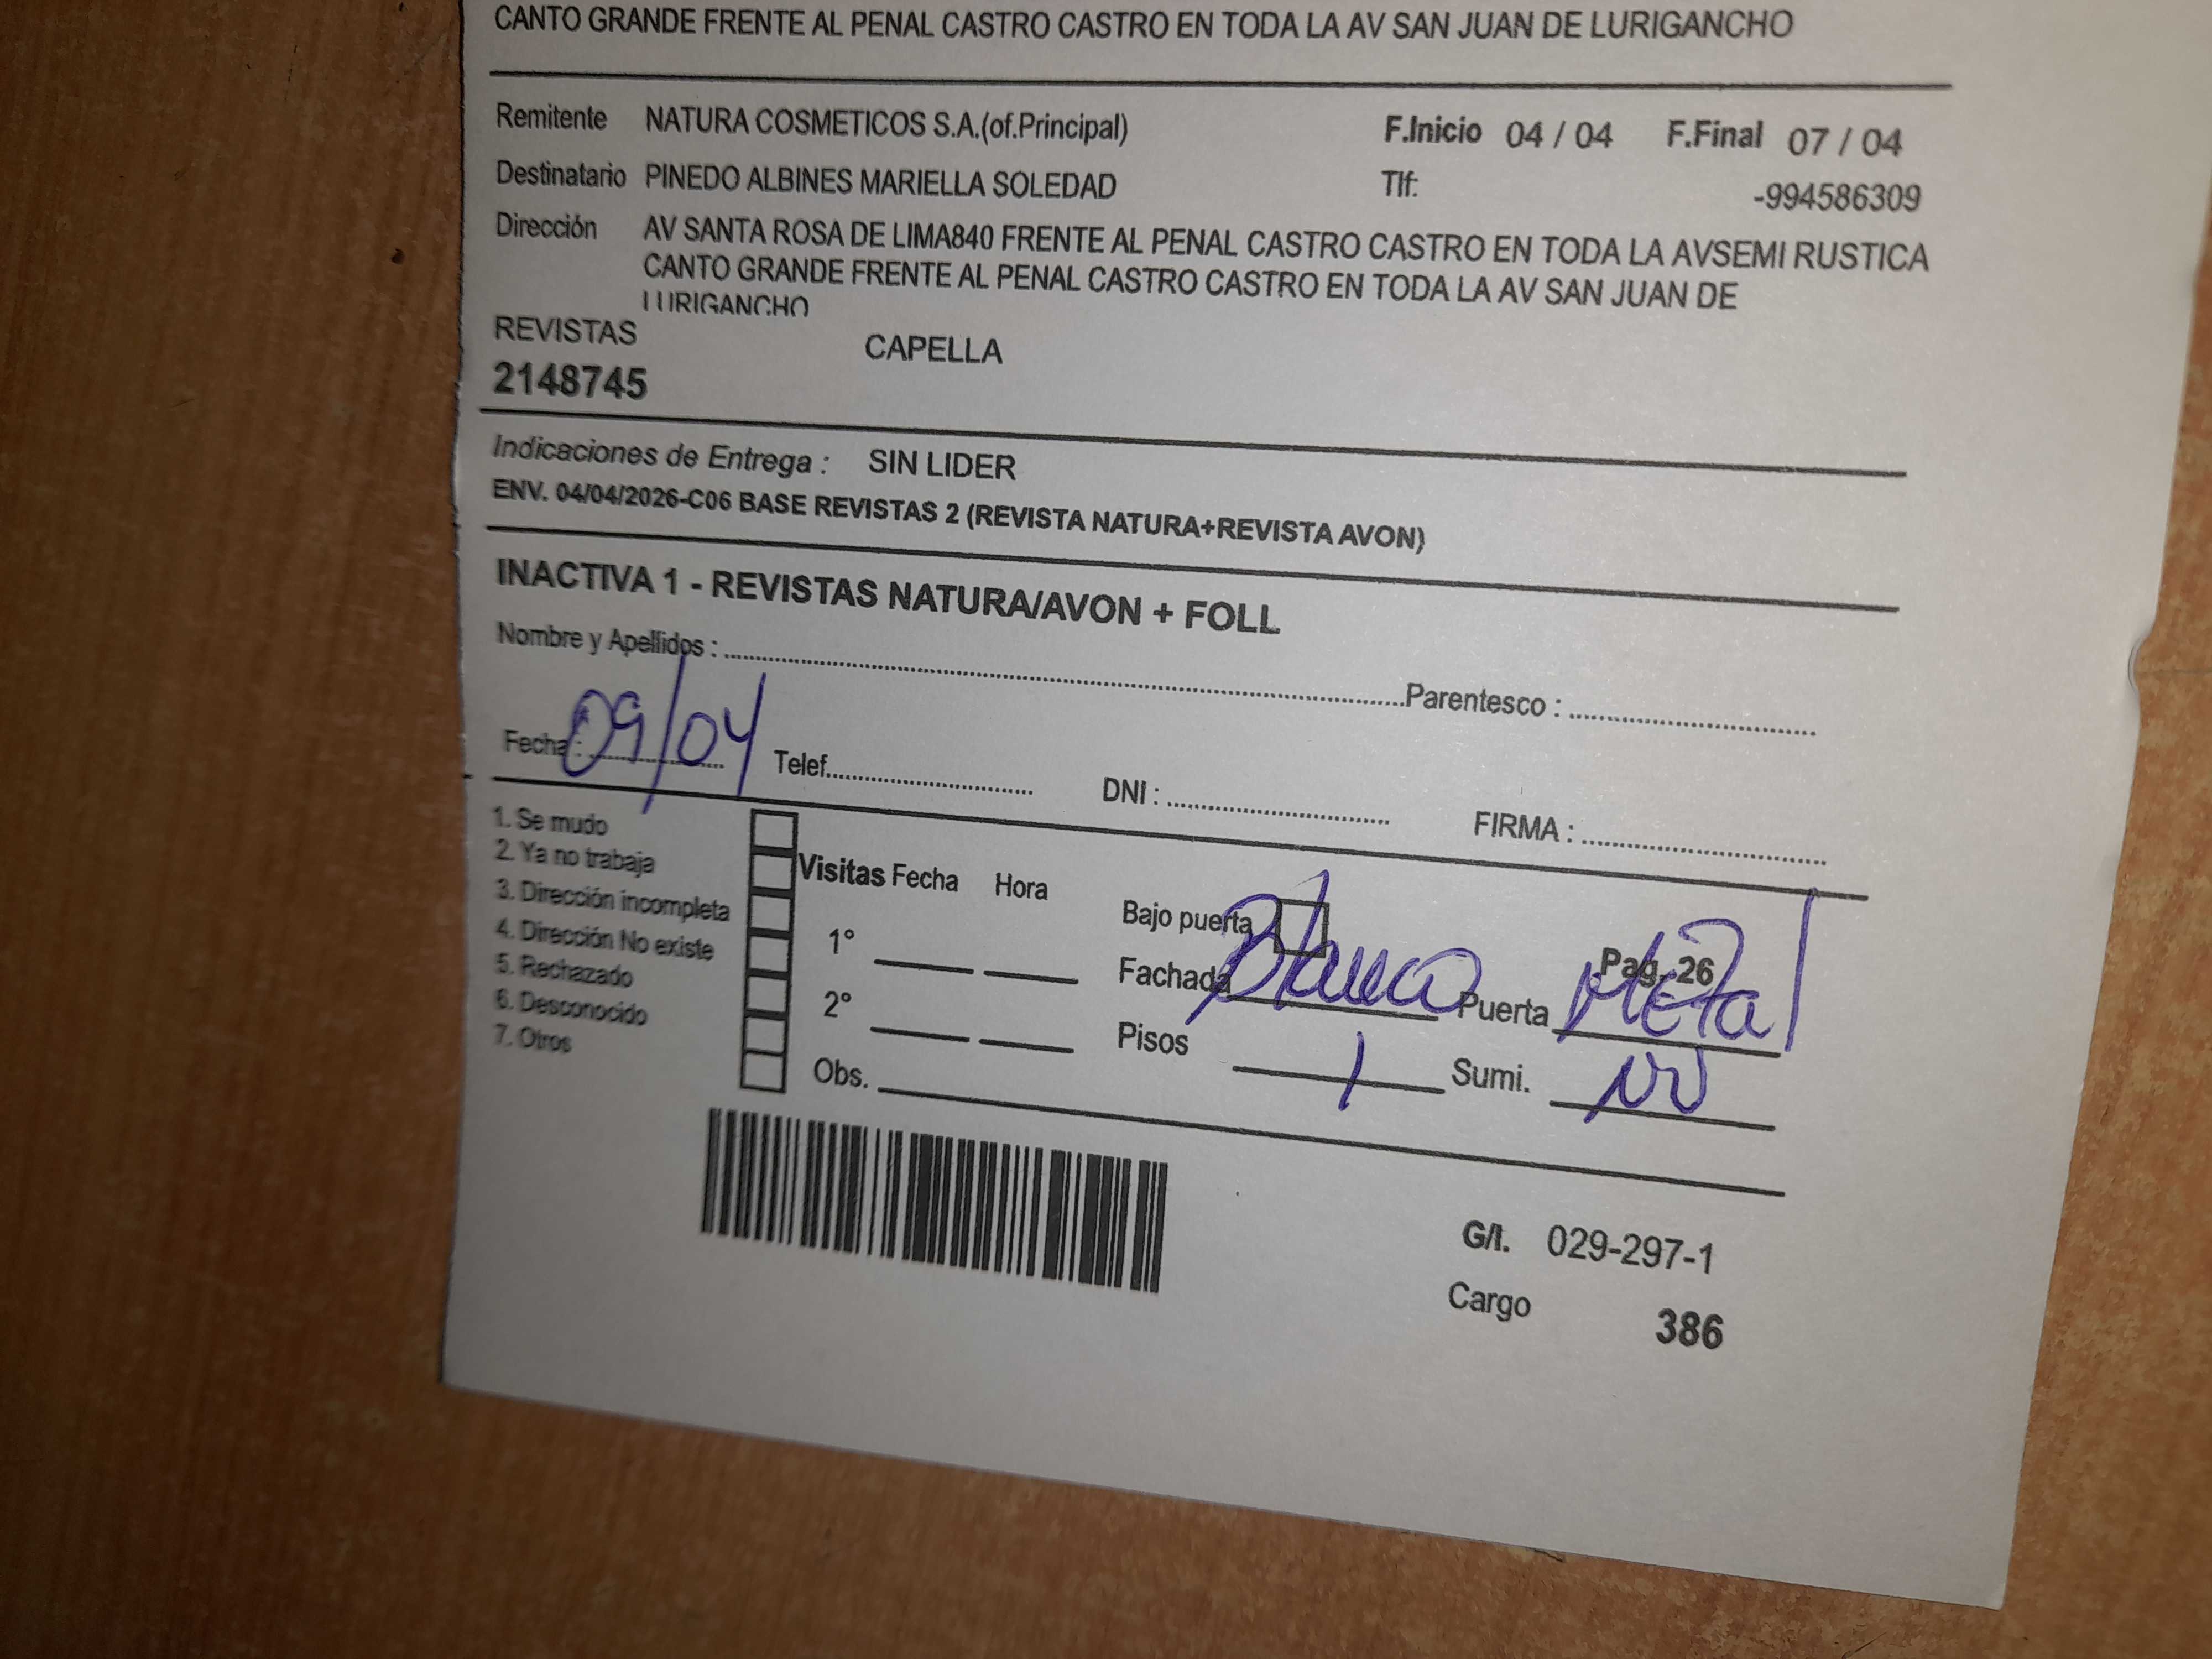 CANTO GRANDE FRENTE AL PENAL CASTRO CASTRO EN TODA LA AV SAN JUAN DE LURIGANCHO
Remitente NATURA COSMETICOS S.A.(of.Principal) F.Inicio 04 / 04 F.Final 07 / 04
Destinatario PINEDO ALBINES MARIELLA SOLEDAD Tlf: -994586309
Dirección AV SANTA ROSA DE LIMA840 FRENTE AL PENAL CASTRO CASTRO EN TODA LA AVSEMI RUSTICA
CANTO GRANDE FRENTE AL PENAL CASTRO CASTRO EN TODA LA AV SAN JUAN DE
LURIGANCHO
REVISTAS CAPELLA
2148745
Indicaciones de Entrega : SIN LIDER
ENV. 04/04/2026-C06 BASE REVISTAS 2 (REVISTA NATURA+REVISTA AVON)
INACTIVA 1 - REVISTAS NATURA/AVON + FOLL
Nombre y Apellidos : Parentesco :
Fecha : 09/04 Telef. DNI : FIRMA :
1. Se mudo
2. Ya no trabaja
3. Dirección incompleta
4. Dirección No existe
5. Rechazado
6. Desconocido
7. Otros
Visitas Fecha Hora
1°
2°
Obs.
Bajo puerta Pag. 26
Fachada Blanco Puerta Metal
Pisos 1 Sumi. NO
G/I. 029-297-1
Cargo 386